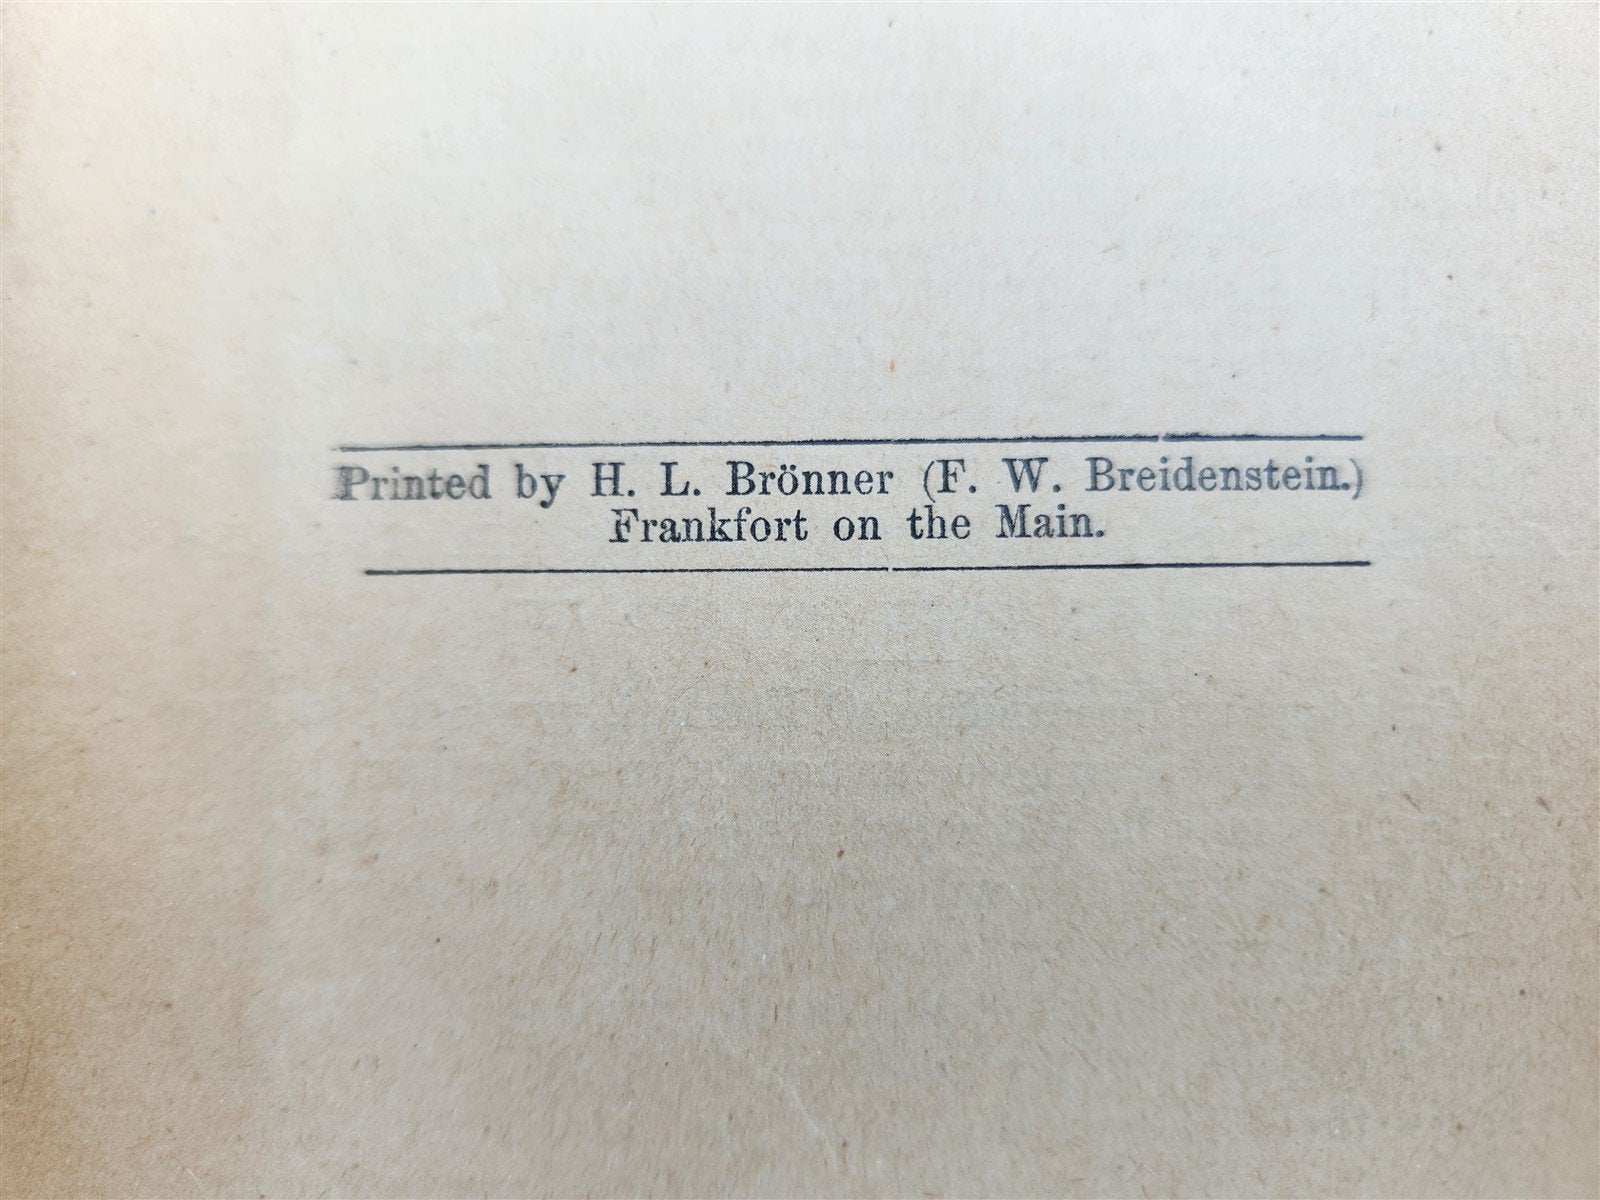 Printed by H. L. Brönner (F. W. Breidenstein.)
Frankfort on the Main.